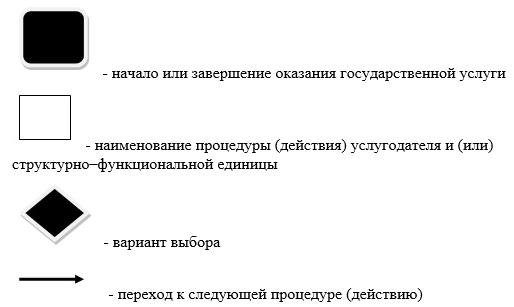 - начало или завершение оказания государственной услуги
- наименование процедуры (действия) услугодателя и (или)
структурно–функциональной единицы
- вариант выбора
- переход к следующей процедуре (действию)